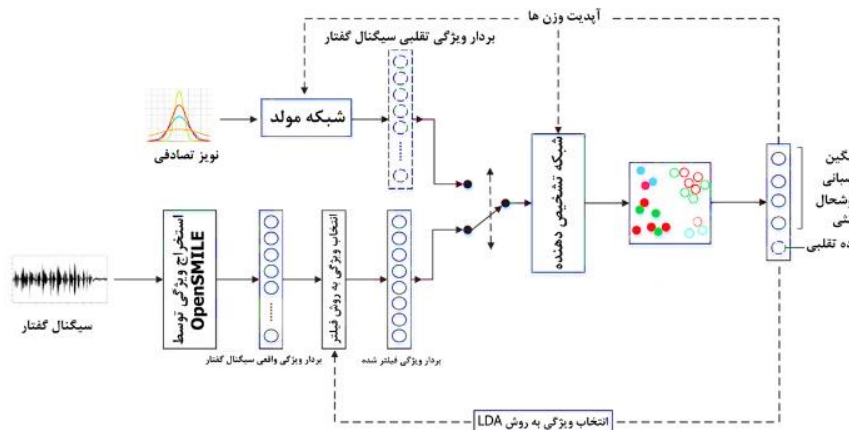 آپدیت وزن ها
بردار ویژگی تقلبی سیگنال گفتار
شبکه مولد
نویز تصادفی
شبکه تشخیص دهنده
استخراج ویژگی توسط
OpenSMILE
انتخاب ویژگی به روش فیلتر
سیگنال گفتار
بردار ویژگی واقعی سیگنال گفتار
بردار ویژگی فیلتر شده
انتخاب ویژگی به روش LDA
تقلبی